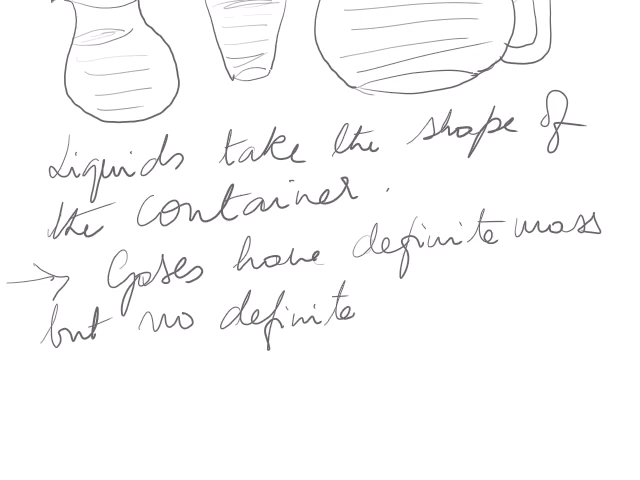 Liquids take the shape of
the container.
→ Gases have definite mass
but no definite